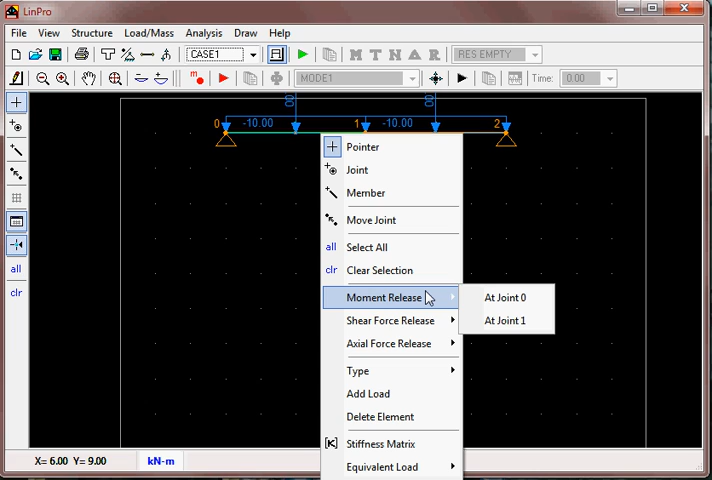 LinPro
File View Structure Load/Mass Analysis Draw Help
CASE1 M T N A R RES EMPTY
m MODE1 Time: 0.00
00 00
0 -10.00 1 -10.00 2
Pointer
Joint
Member
Move Joint
all Select All
clr Clear Selection
Moment Release
At Joint 0
At Joint 1
Shear Force Release
Axial Force Release
Type
Add Load
Delete Element
[K] Stiffness Matrix
Equivalent Load
all
clr
X= 6.00 Y= 9.00 kN-m